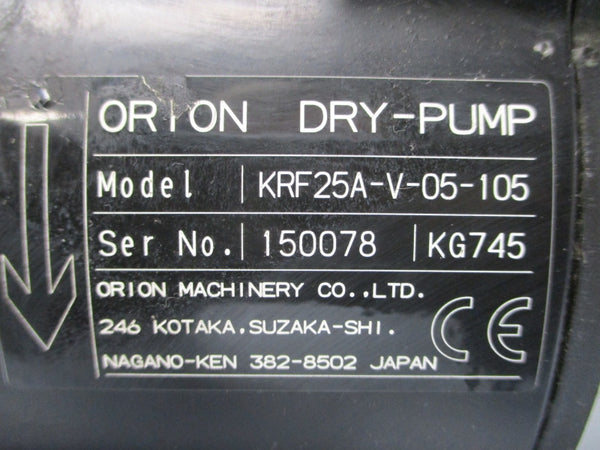 ORION DRY-PUMP
Model KRF25A-V-05-105
Ser No. 150078 KG745
ORION MACHINERY CO.,LTD.
246 KOTAKA.SUZAKA-SHI.
NAGANO-KEN 382-8502 JAPAN
CE